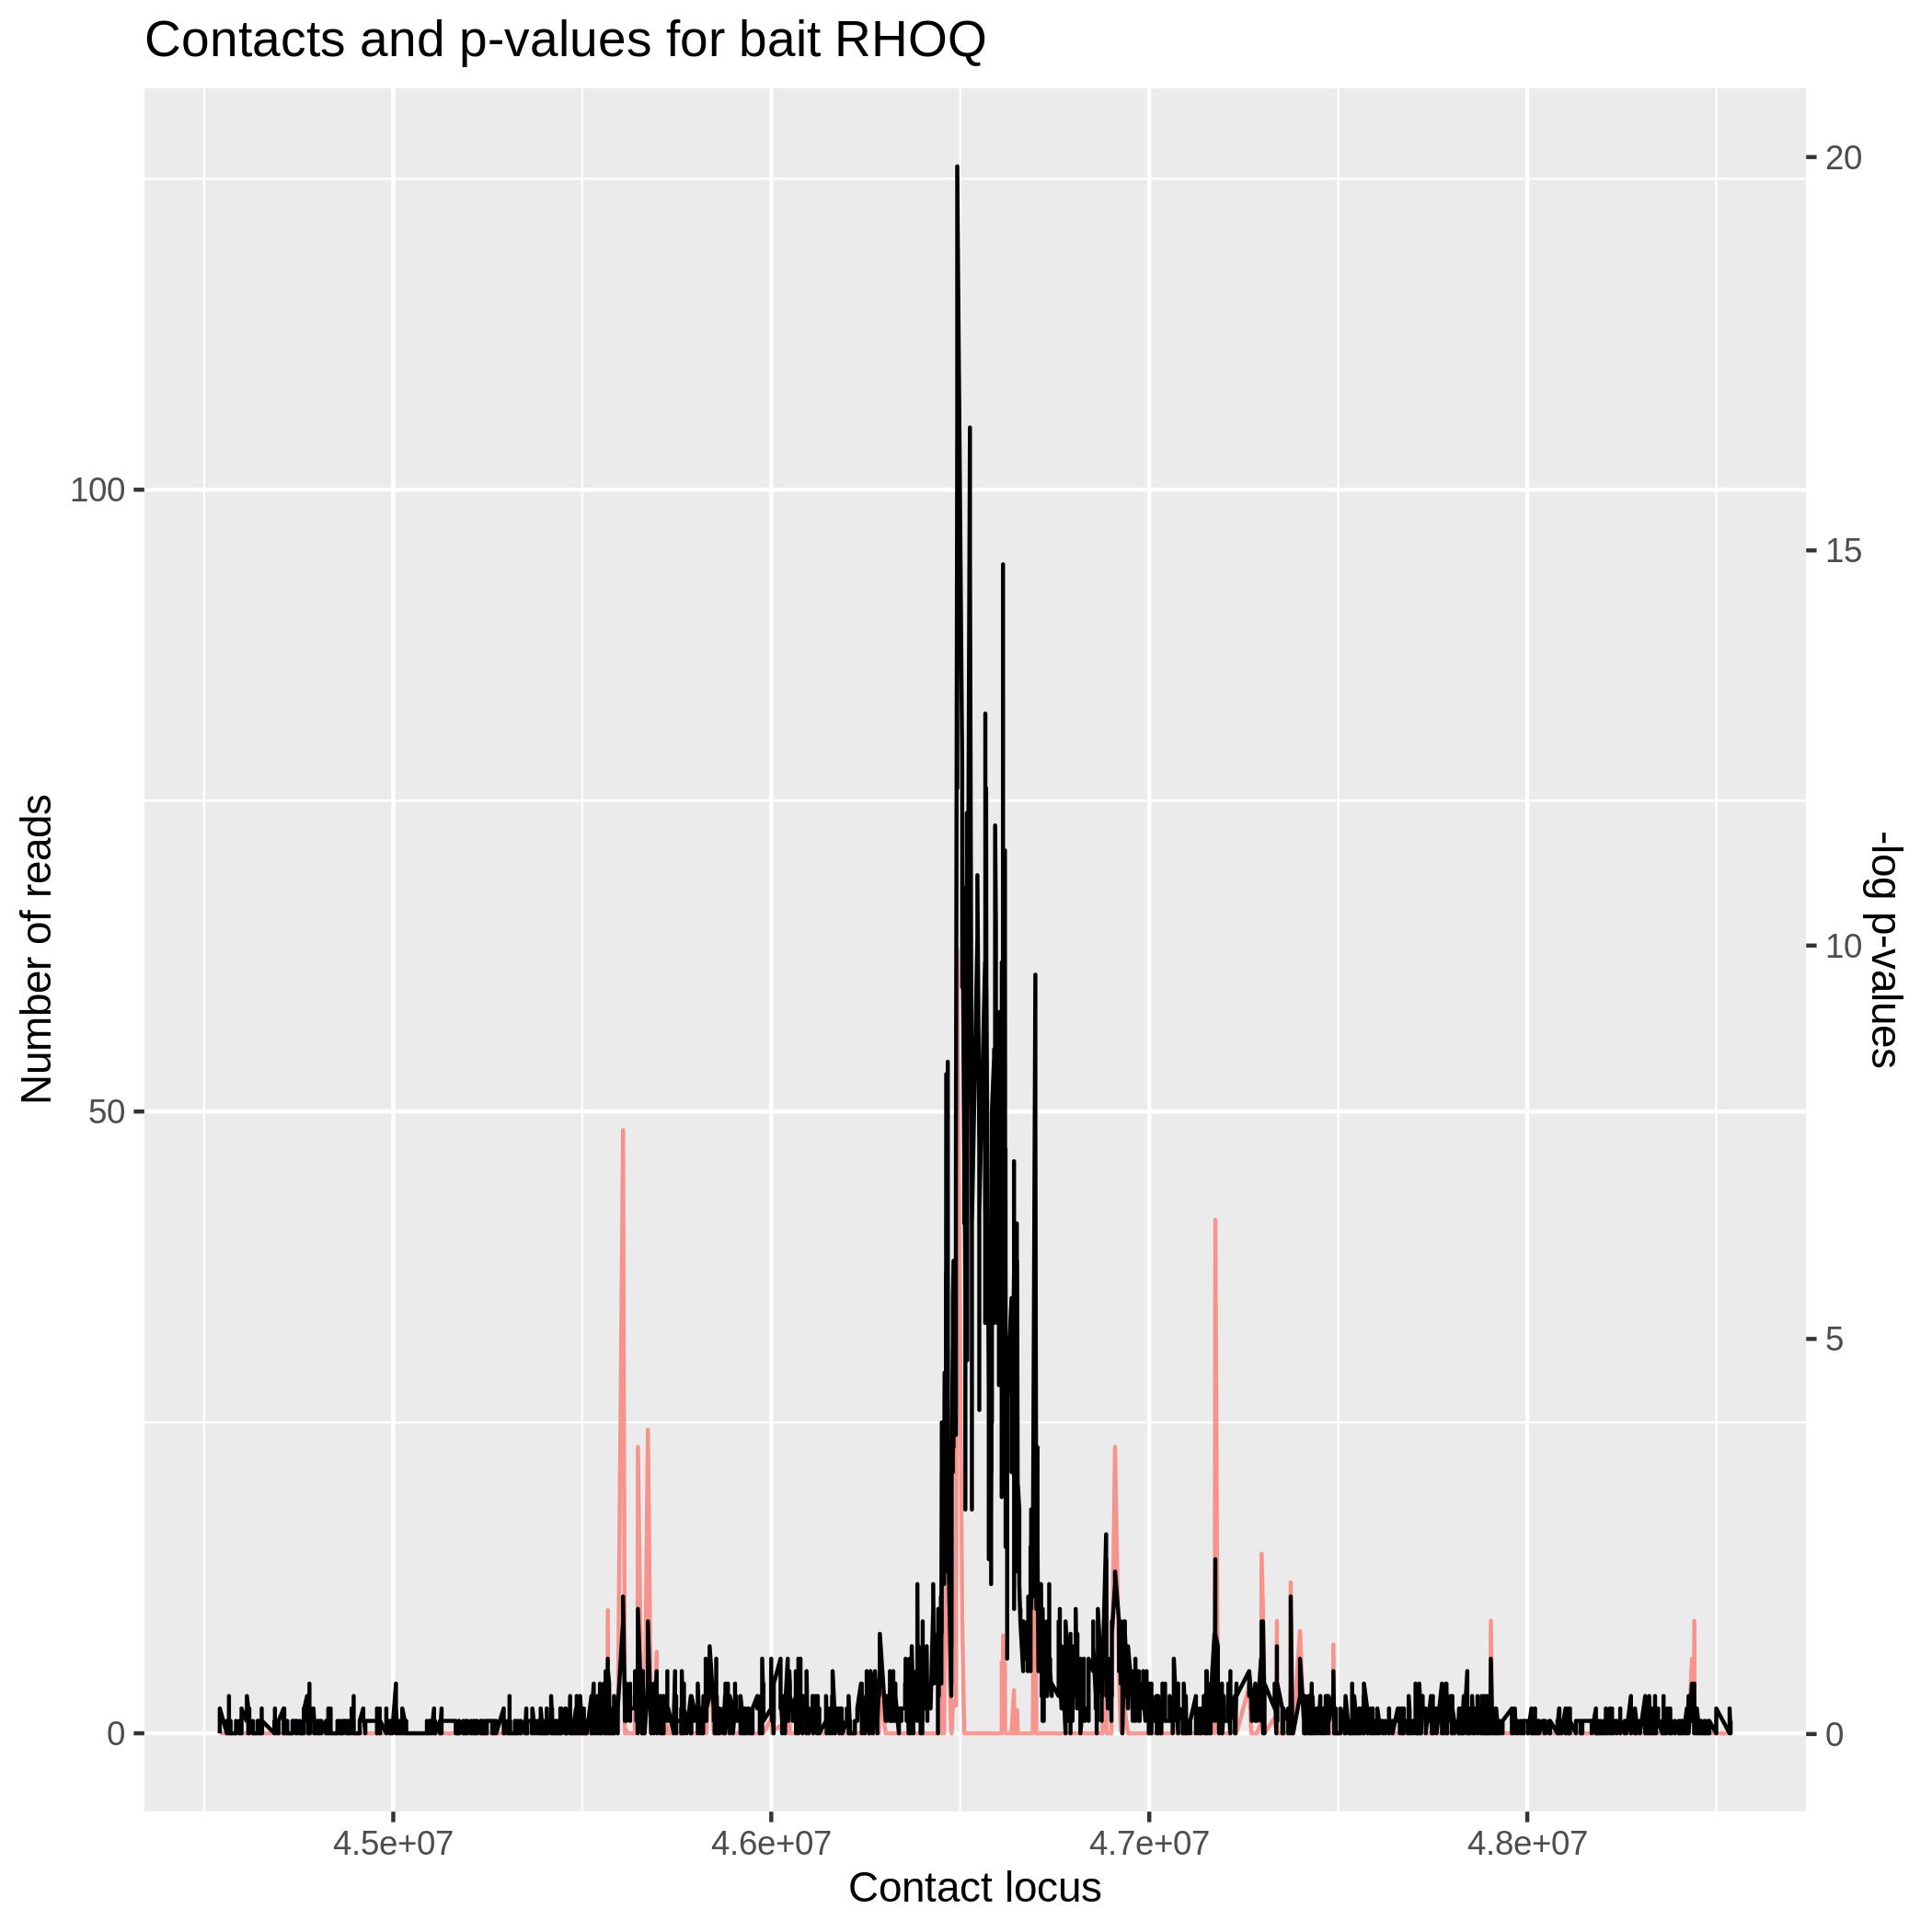 Contacts and p-values for bait RHOQ
Number of reads
100
50
0
20
15
10
5
0
-log p-values
4.5e+07 4.6e+07 4.7e+07 4.8e+07
Contact locus